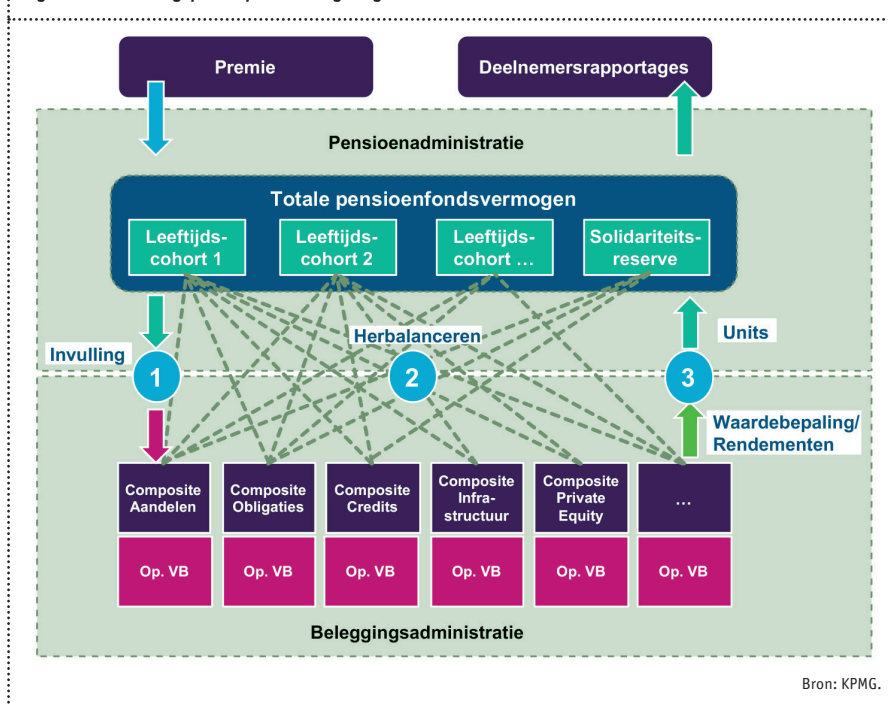 Premie
Deelnemersrapportages
Pensioenadministratie
Totale pensioenfondsvermogen
Leeftijds-
cohort 1
Leeftijds-
cohort 2
Leeftijds-
cohort …
Solidariteits-
reserve
Invulling
1
Herbalanceren
2
Units
3
Waardebepaling/
Rendementen
Composite
Aandelen
Composite
Obligaties
Composite
Credits
Composite
Infra-
structuur
Composite
Private
Equity
…
Op. VB
Op. VB
Op. VB
Op. VB
Op. VB
Op. VB
Beleggingsadministratie
Bron: KPMG.